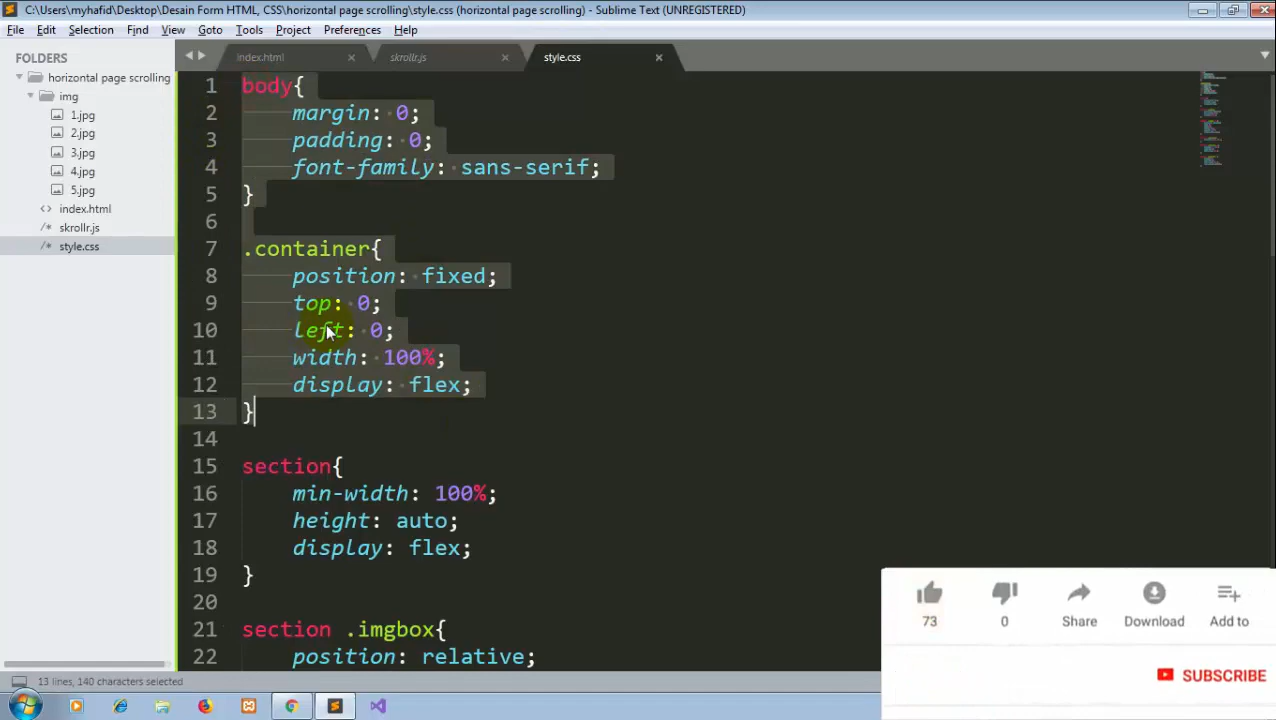 C:\Users\myhafid\Desktop\Desain Form HTML, CSS\horizontal page scrolling\style.css (horizontal page scrolling) - Sublime Text (UNREGISTERED)
File Edit Selection Find View Goto Tools Project Preferences Help
FOLDERS
horizontal page scrolling
img
1.jpg
2.jpg
3.jpg
4.jpg
5.jpg
index.html
skrollr.js
style.css
index.html skrollr.js style.css
1 body{
2 margin: 0;
3 padding: 0;
4 font-family: sans-serif;
5 }
6
7 .container{
8 position: fixed;
9 top: 0;
10 left: 0;
11 width: 100%;
12 display: flex;
13 }
14
15 section{
16 min-width: 100%;
17 height: auto;
18 display: flex;
19 }
20
21 section .imgbox{
22 position: relative;
73 0 Share Download Add to
SUBSCRIBE
13 lines, 140 characters selected